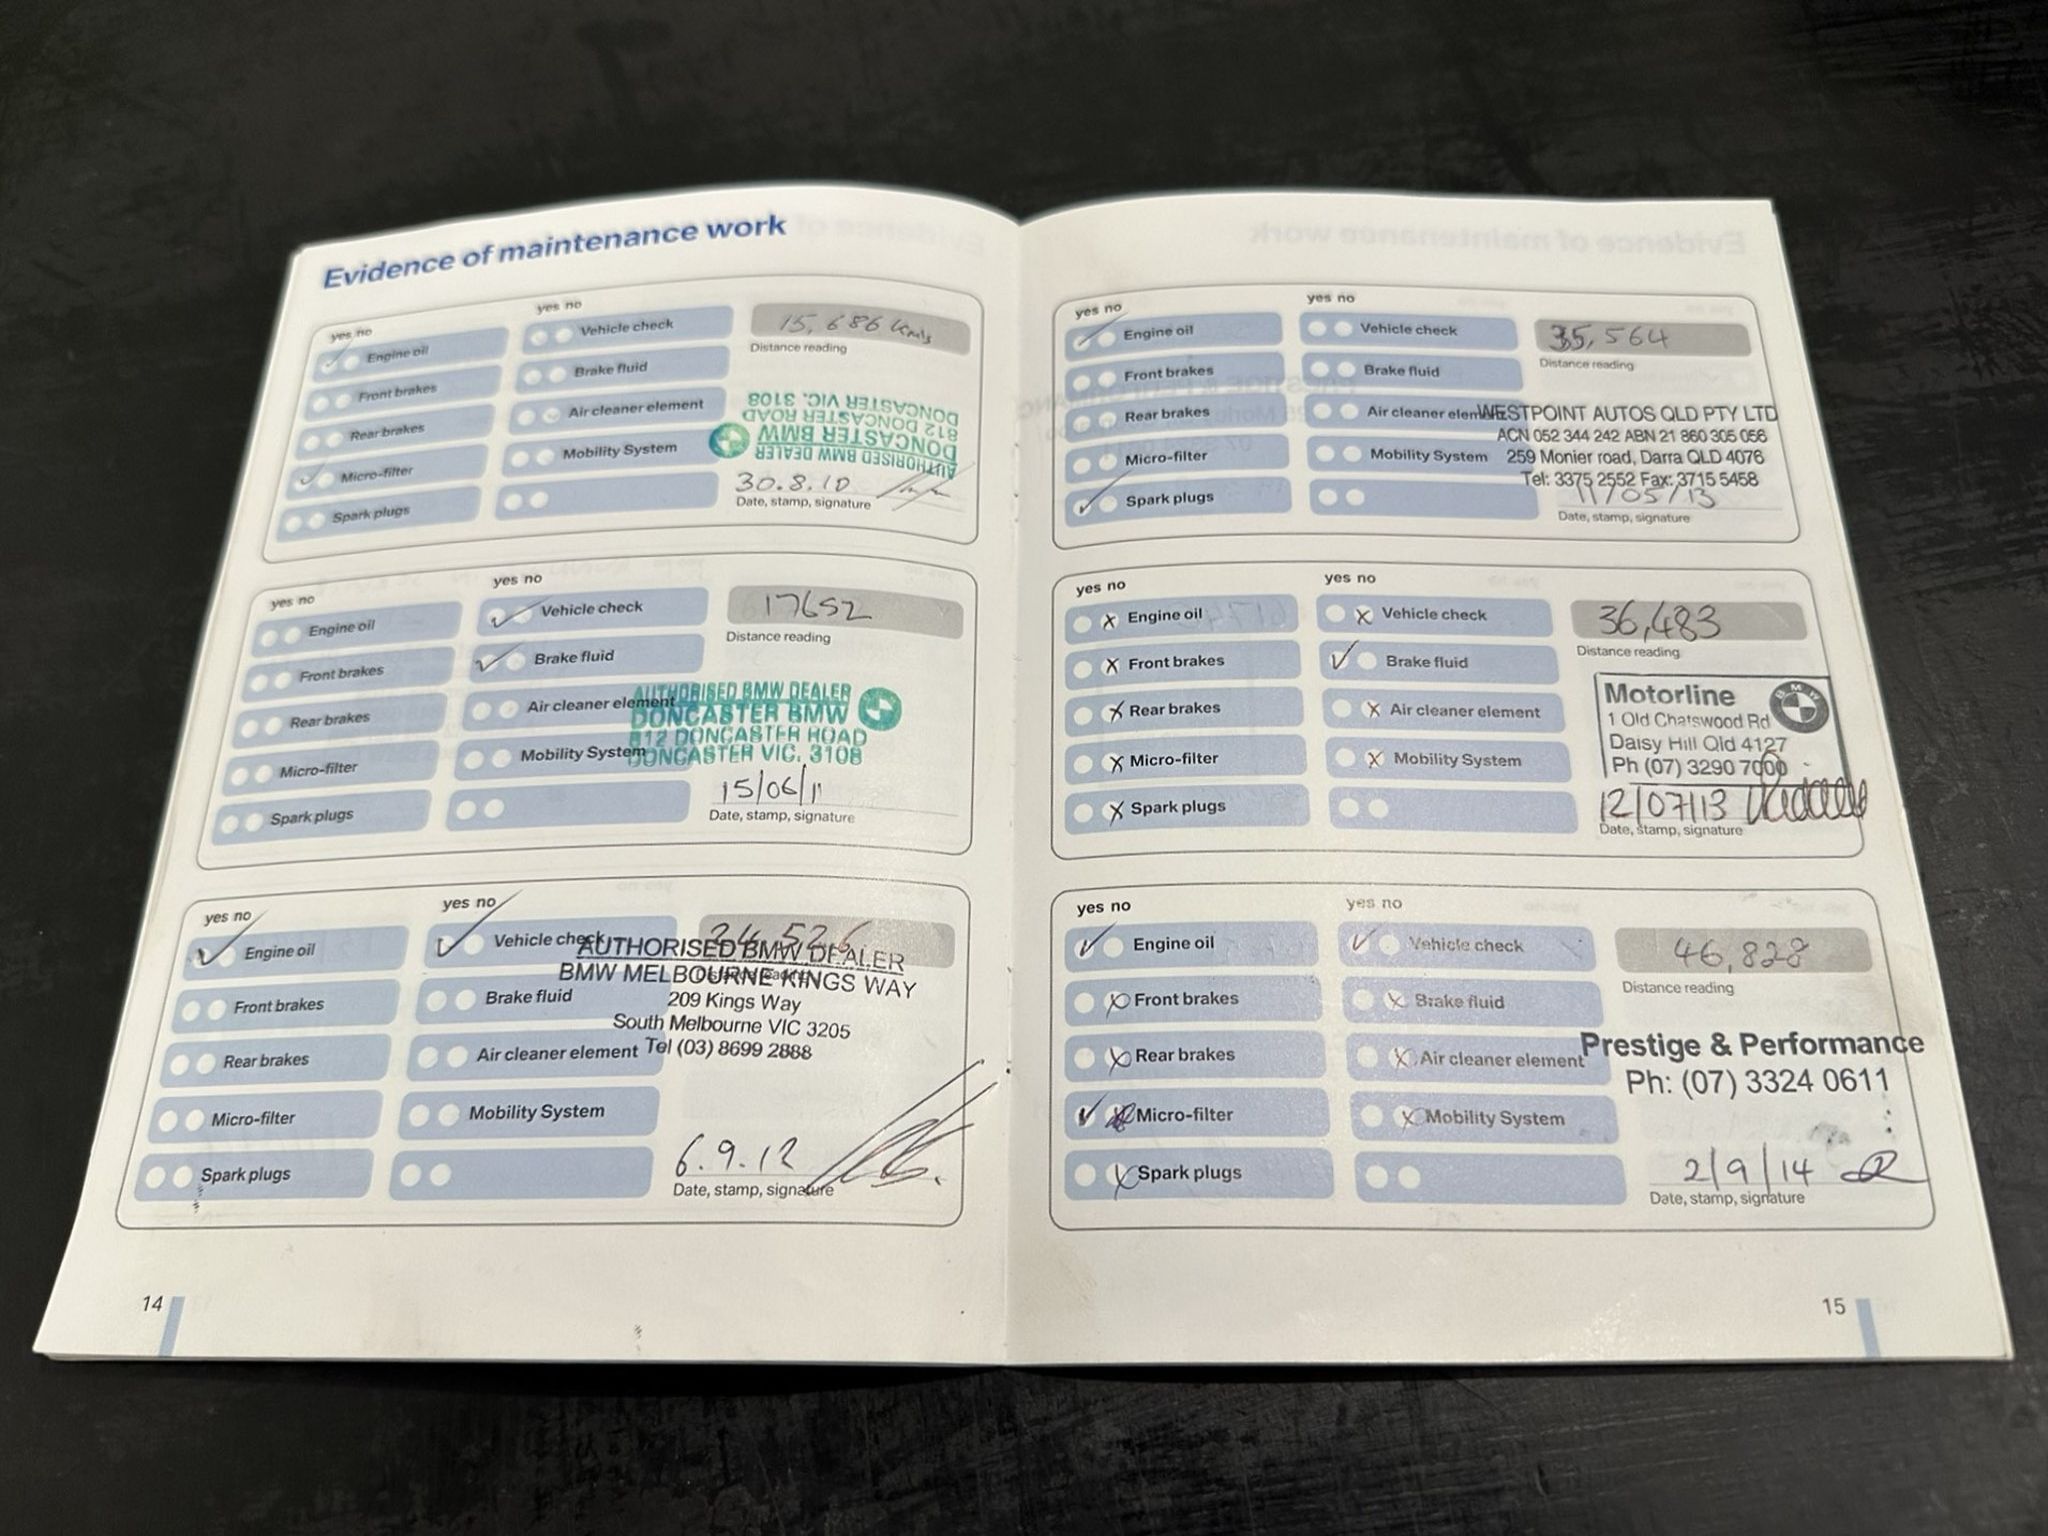 Evidence of maintenance work
yes no
yes no
Engine oil
Vehicle check
15,686 kms
Distance reading
Front brakes
Brake fluid
Rear brakes
Air cleaner element
Micro-filter
Mobility System
Spark plugs
AUTHORISED BMW DEALER
DONCASTER BMW
812 DONCASTER ROAD
DONCASTER VIC. 3108
30.8.10
Date, stamp, signature
yes no
yes no
Engine oil
Vehicle check
17652
Distance reading
Front brakes
Brake fluid
Rear brakes
Air cleaner element
Micro-filter
Mobility System
Spark plugs
AUTHORISED BMW DEALER
DONCASTER BMW
812 DONCASTER ROAD
DONCASTER VIC. 3108
15/06/11
Date, stamp, signature
yes no
yes no
Engine oil
Vehicle check
24,526
Distance reading
Front brakes
Brake fluid
Rear brakes
Air cleaner element
Micro-filter
Mobility System
Spark plugs
AUTHORISED BMW DEALER
BMW MELBOURNE KINGS WAY
209 Kings Way
South Melbourne VIC 3205
Tel (03) 8699 2888
6.9.12
Date, stamp, signature
14
yes no
yes no
Engine oil
Vehicle check
35,564
Distance reading
Front brakes
Brake fluid
Rear brakes
Air cleaner element
Micro-filter
Mobility System
Spark plugs
WESTPOINT AUTOS QLD PTY LTD
ACN 052 344 242 ABN 21 860 305 056
259 Monier road, Darra QLD 4076
Tel: 3375 2552 Fax: 3715 5458
11/05/13
Date, stamp, signature
yes no
yes no
Engine oil
Vehicle check
36,483
Distance reading
Front brakes
Brake fluid
Rear brakes
Air cleaner element
Micro-filter
Mobility System
Spark plugs
Motorline
BMW
1 Old Chatswood Rd
Daisy Hill Qld 4127
Ph (07) 3290 7000
12/07/13
Date, stamp, signature
yes no
yes no
Engine oil
Vehicle check
46,828
Distance reading
Front brakes
Brake fluid
Rear brakes
Air cleaner element
Micro-filter
Mobility System
Spark plugs
Prestige & Performance
Ph: (07) 3324 0611
2/9/14
Date, stamp, signature
15